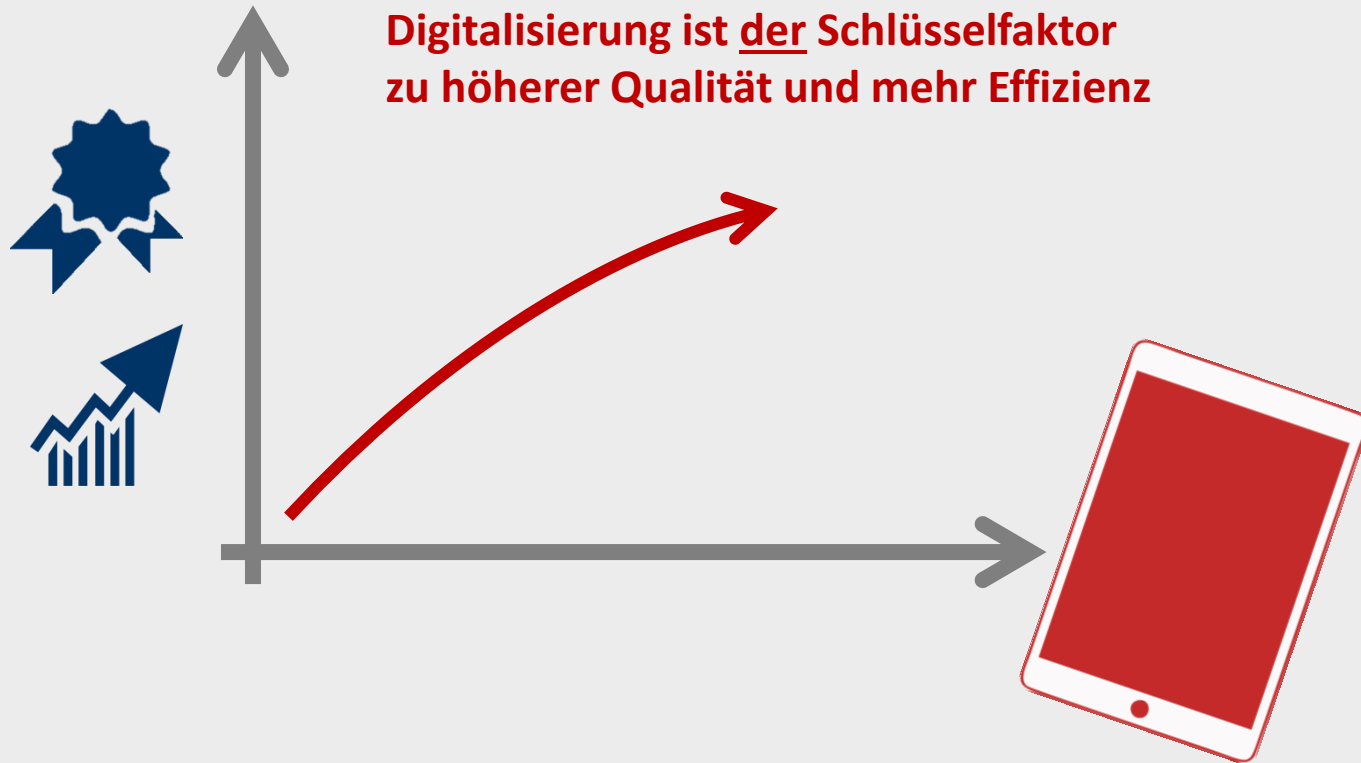 Digitalisierung ist der Schlüsselfaktor
zu höherer Qualität und mehr Effizienz